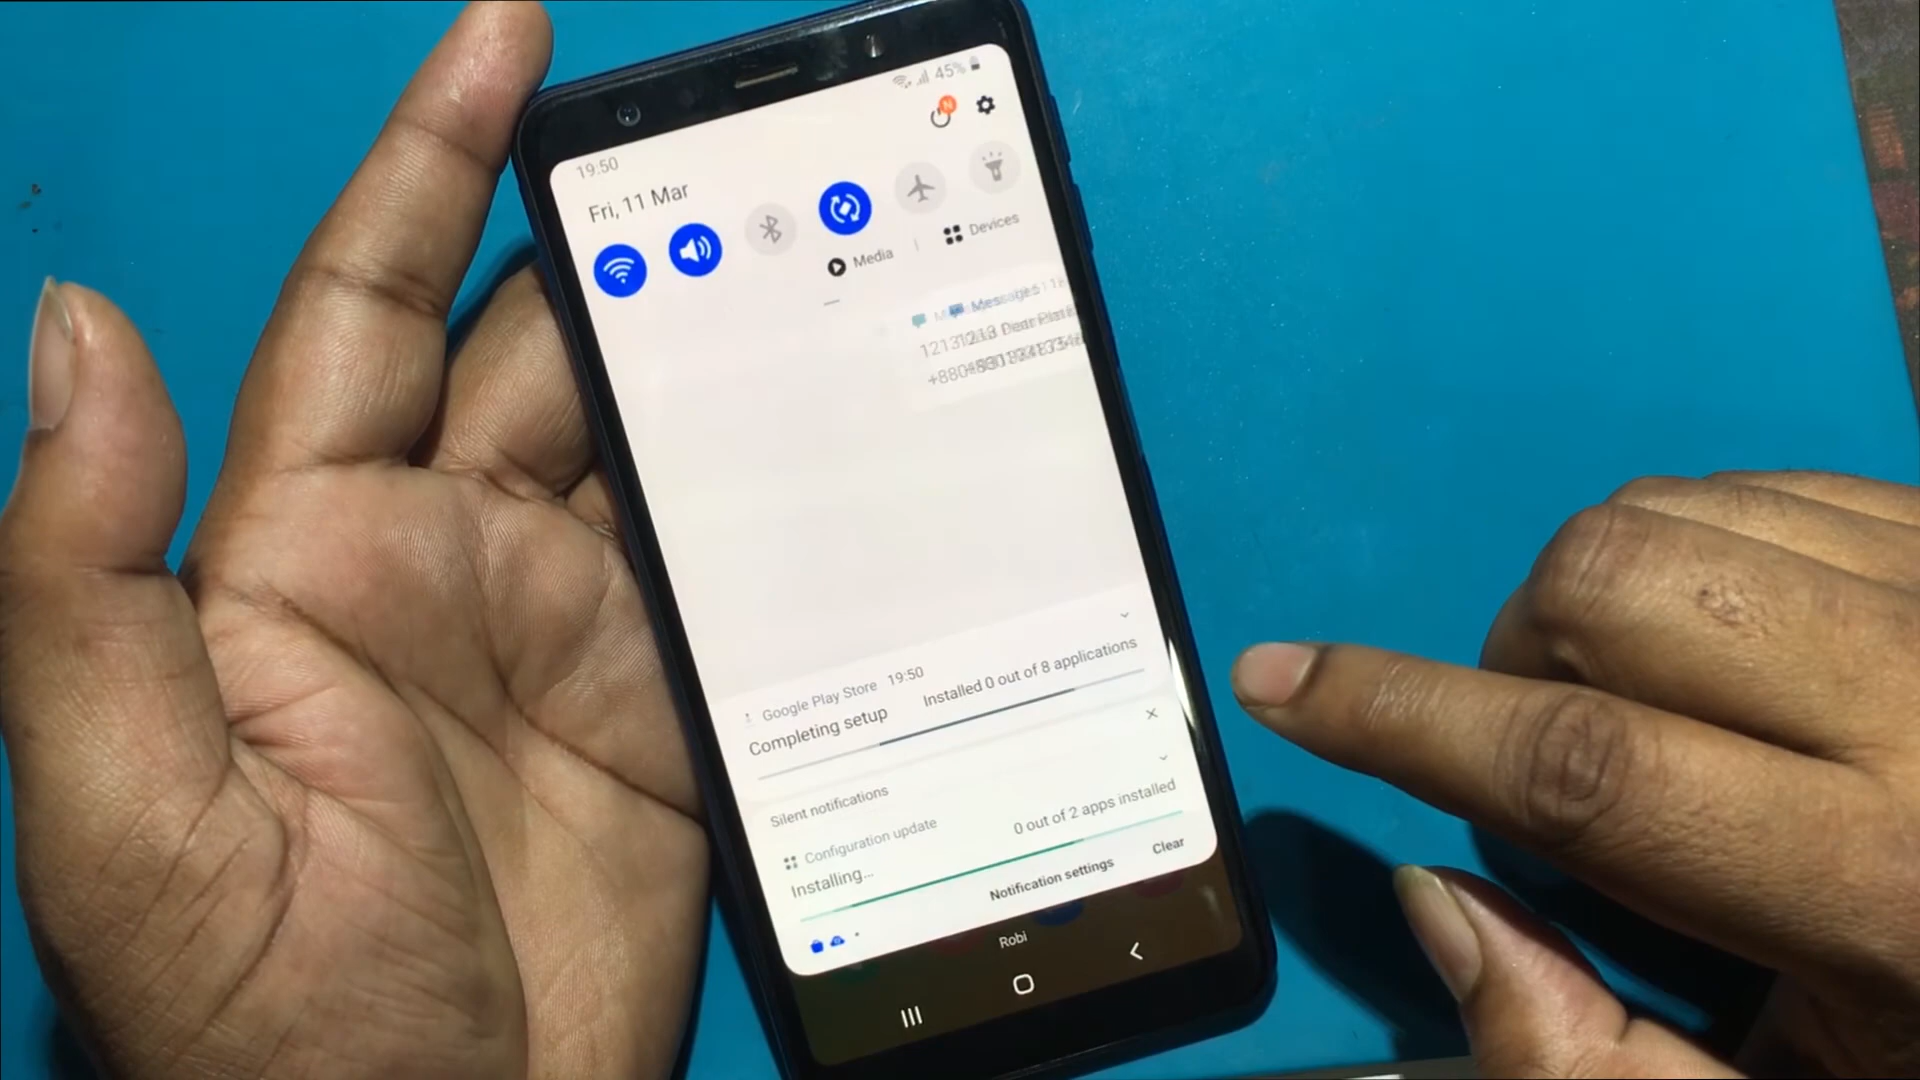 45%
N
19:50
Fri, 11 Mar
Media
Devices
Messages
Google Play Store 19:50
Completing setup
Installed 0 out of 8 applications
Silent notifications
Configuration update
Installing...
0 out of 2 apps installed
Notification settings
Clear
Robi